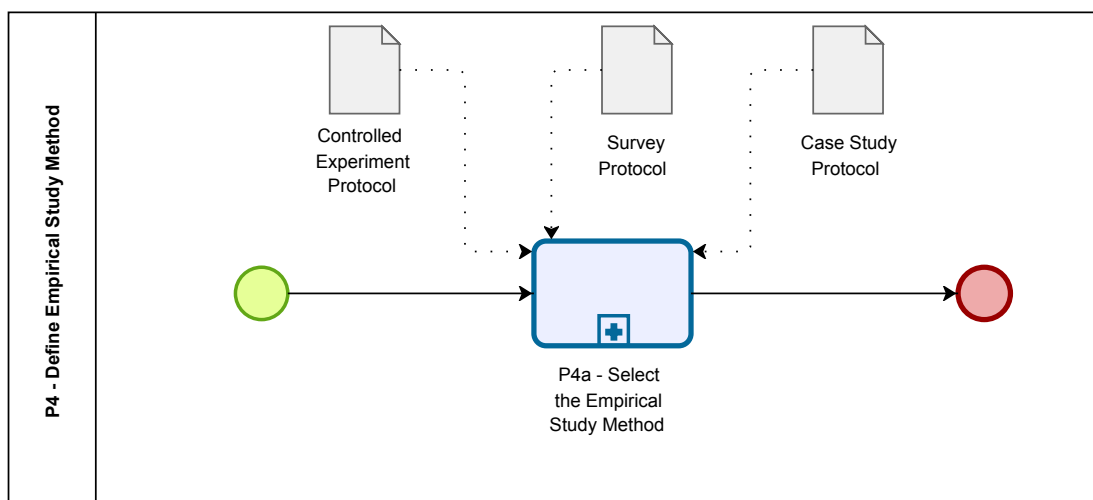 P4 - Define Empirical Study Method
Controlled
Experiment
Protocol
Survey
Protocol
Case Study
Protocol
P4a - Select
the Empirical
Study Method